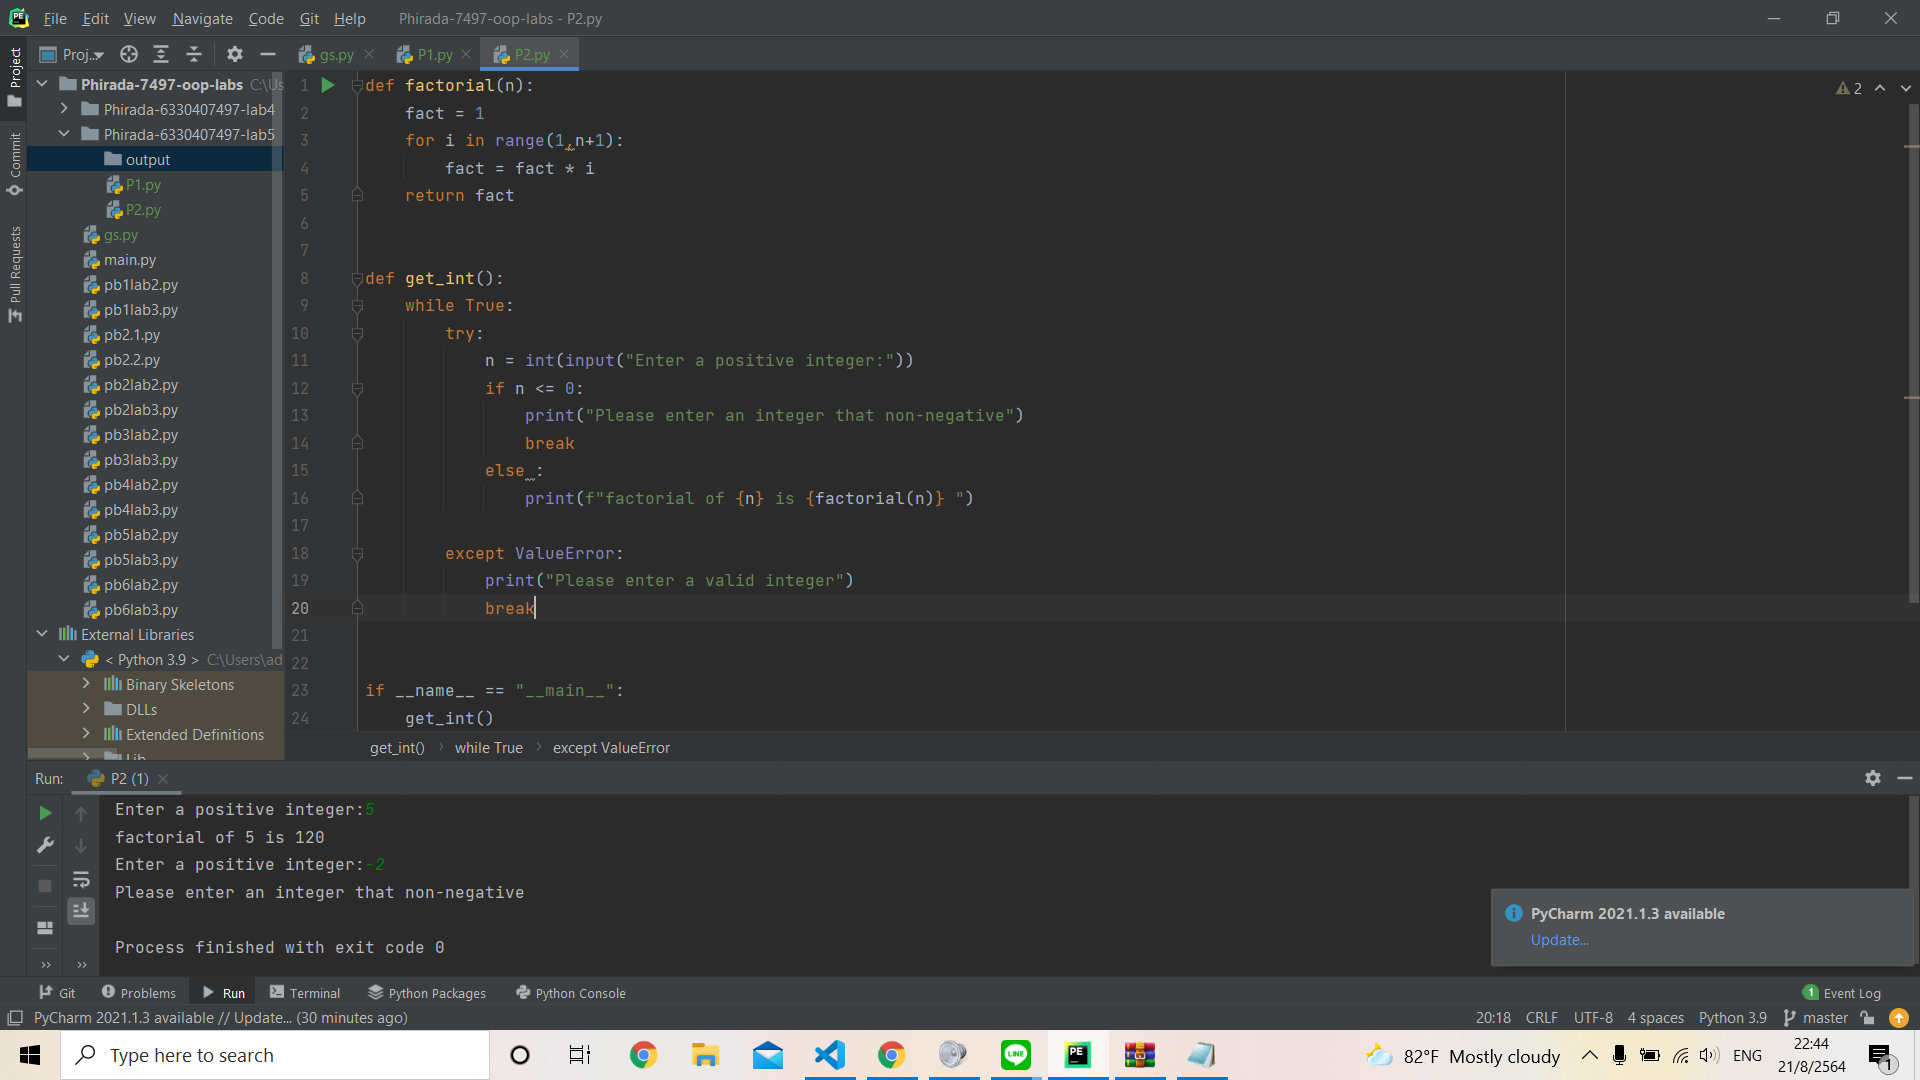 File Edit View Navigate Code Git Help Phirada-7497-oop-labs - P2.py
Proj... gs.py P1.py P2.py
Project
Commit
Pull Requests
Phirada-7497-oop-labs C:\Us
Phirada-6330407497-lab4
Phirada-6330407497-lab5
output
P1.py
P2.py
gs.py
main.py
pb1lab2.py
pb1lab3.py
pb2.1.py
pb2.2.py
pb2lab2.py
pb2lab3.py
pb3lab2.py
pb3lab3.py
pb4lab2.py
pb4lab3.py
pb5lab2.py
pb5lab3.py
pb6lab2.py
pb6lab3.py
External Libraries
< Python 3.9 > C:\Users\ad
Binary Skeletons
DLLs
Extended Definitions
Lib
2
1 def factorial(n):
2 fact = 1
3 for i in range(1,n+1):
4 fact = fact * i
5 return fact
6
7
8 def get_int():
9 while True:
10 try:
11 n = int(input("Enter a positive integer:"))
12 if n <= 0:
13 print("Please enter an integer that non-negative")
14 break
15 else :
16 print(f"factorial of {n} is {factorial(n)} ")
17
18 except ValueError:
19 print("Please enter a valid integer")
20 break
21
22
23 if __name__ == "__main__":
24 get_int()
get_int() › while True › except ValueError
Run: P2 (1)
Enter a positive integer:5
factorial of 5 is 120
Enter a positive integer:-2
Please enter an integer that non-negative
Process finished with exit code 0
PyCharm 2021.1.3 available
Update...
Git Problems Run Terminal Python Packages Python Console 1 Event Log
PyCharm 2021.1.3 available // Update... (30 minutes ago) 20:18 CRLF UTF-8 4 spaces Python 3.9 master
Type here to search LINE PE 82°F Mostly cloudy ENG 22:44
21/8/2564 1